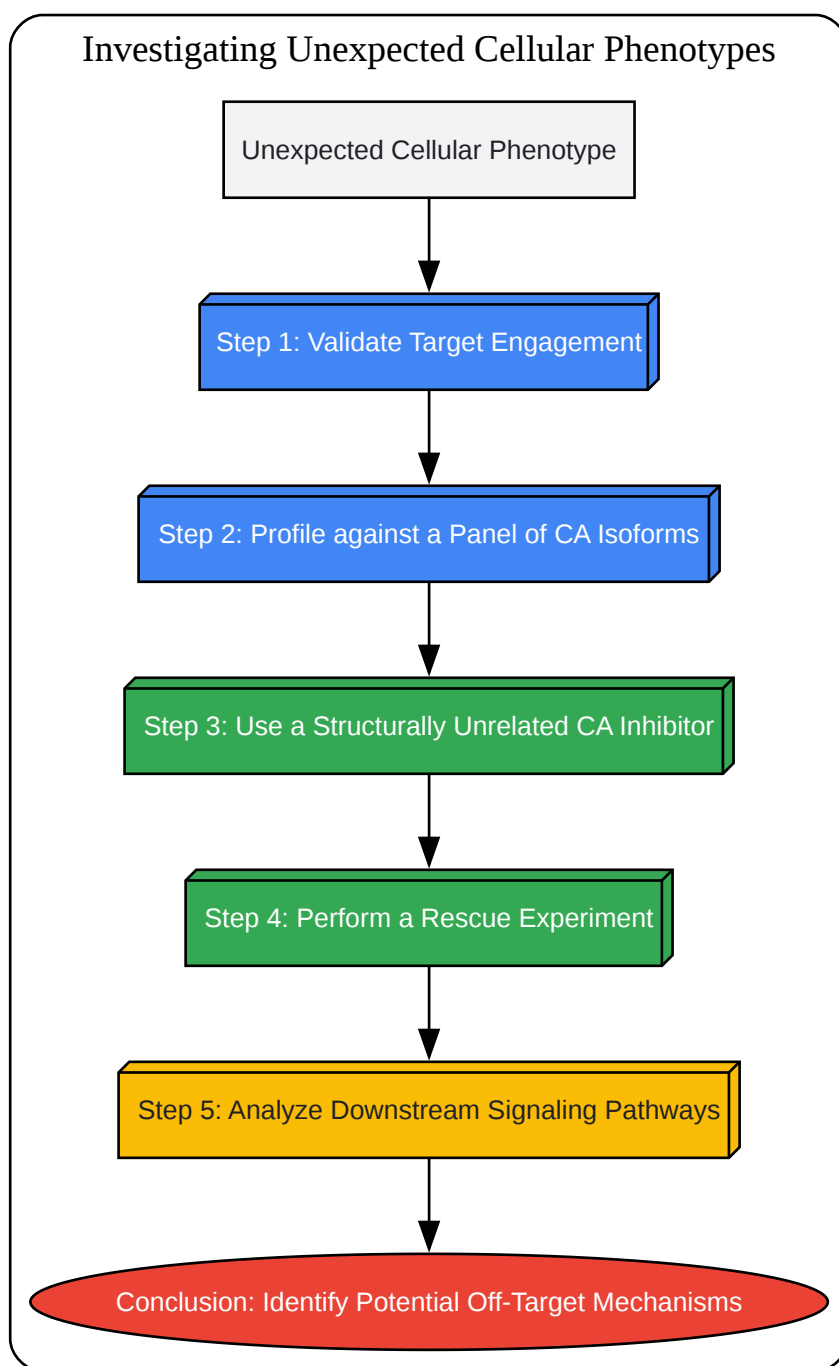 Investigating Unexpected Cellular Phenotypes
Unexpected Cellular Phenotype
Step 1: Validate Target Engagement
Step 2: Profile against a Panel of CA Isoforms
Step 3: Use a Structurally Unrelated CA Inhibitor
Step 4: Perform a Rescue Experiment
Step 5: Analyze Downstream Signaling Pathways
Conclusion: Identify Potential Off-Target Mechanisms